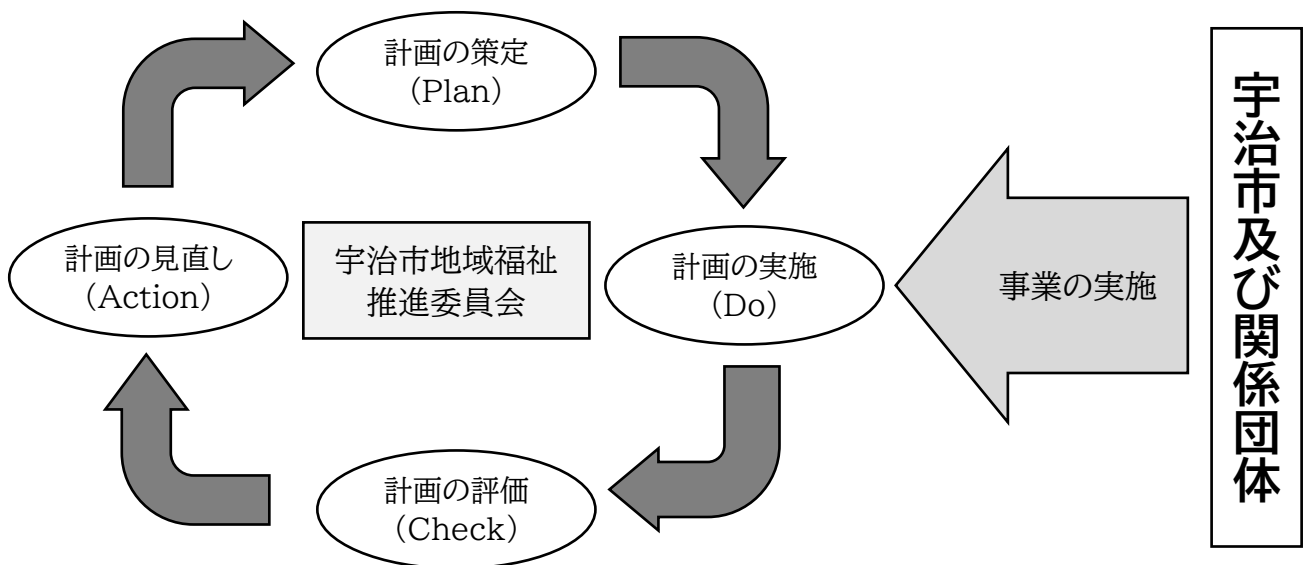 計画の策定
(Plan)
計画の見直し
(Action)
宇治市地域福祉
推進委員会
計画の実施
(Do)
事業の実施
宇治市及び関係団体
計画の評価
(Check)